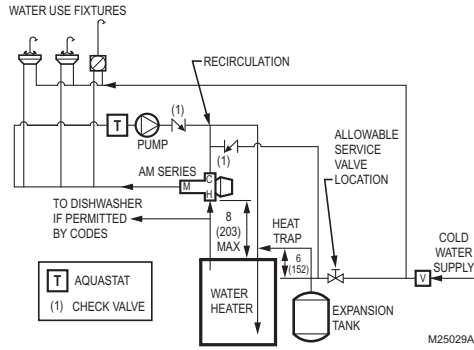 WATER USE FIXTURES
RECIRCULATION
(1)
T
PUMP
(1)
ALLOWABLE
SERVICE
VALVE
LOCATION
AM SERIES
M
C
H
TO DISHWASHER
IF PERMITTED
BY CODES
8
(203)
MAX
HEAT
TRAP
6
(152)
COLD
WATER
SUPPLY
V
T AQUASTAT
(1) CHECK VALVE
WATER
HEATER
EXPANSION
TANK
M25029A